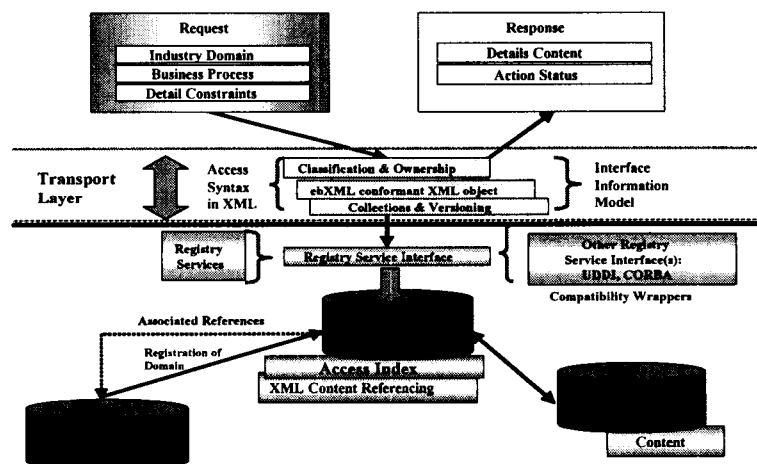 Request
Industry Domain
Business Process
Detail Constraints
Response
Details Content
Action Status
Transport
Layer
Access
Syntax
in XML
Classification & Ownership
ebXML conformant XML object
Collections & Versioning
Interface
Information
Model
Registry
Services
Registry Service Interface
Other Registry
Service Interface(s):
UDDI, CORBA
Compatibility Wrappers
Associated References
Registration of
Domain
Access Index
XML Content Referencing
Content